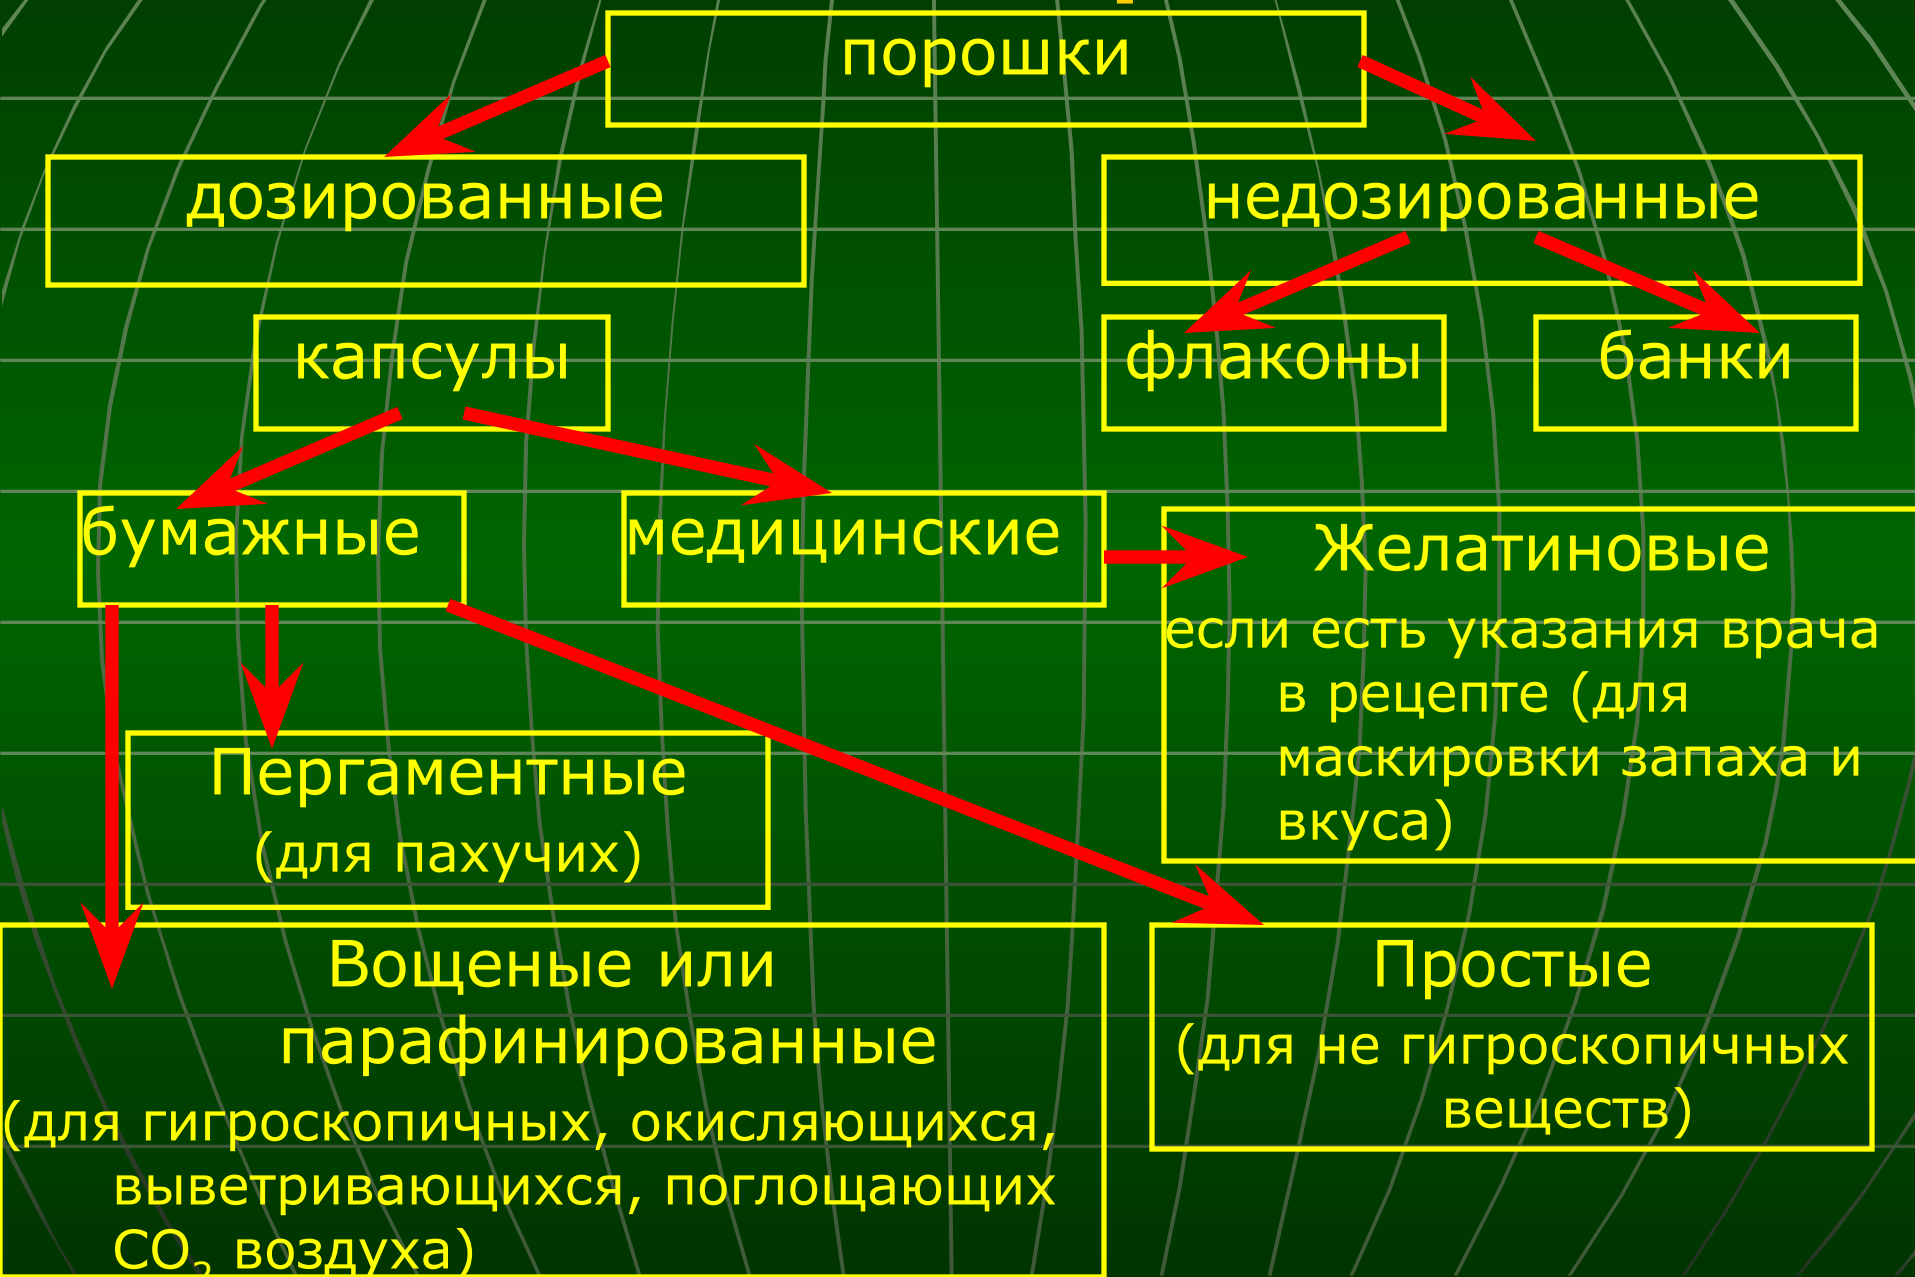 порошки
дозированные
недозированные
капсулы
флаконы
банки
бумажные
медицинские
Желатиновые
если есть указания врача
в рецепте (для
маскировки запаха и
вкуса)
Пергаментные
(для пахучих)
Вощеные или
парафинированные
(для гигроскопичных, окисляющихся,
выветривающихся, поглощающих
СО₂ воздуха)
Простые
(для не гигроскопичных
веществ)